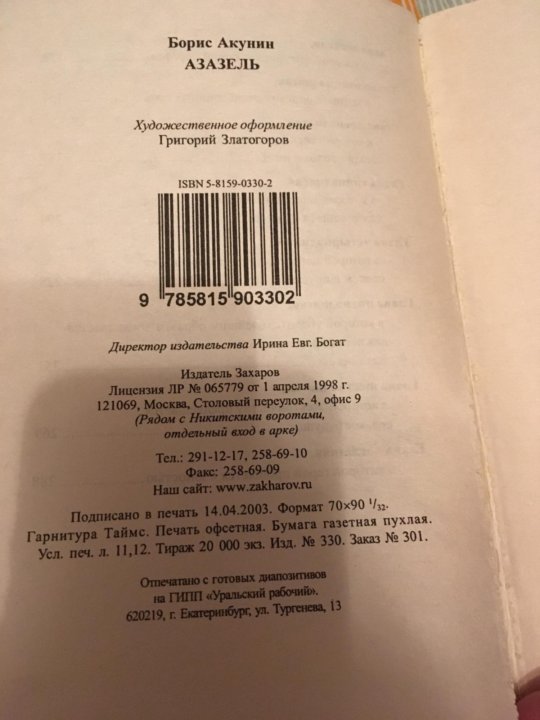 Борис Акунин
АЗАЗЕЛЬ
Художественное оформление
Григорий Златогоров
ISBN 5-8159-0330-2
9 785815 903302
Директор издательства Ирина Евг. Богат
Издатель Захаров
Лицензия ЛР № 065779 от 1 апреля 1998 г.
121069, Москва, Столовый переулок, 4, офис 9
(Рядом с Никитскими воротами,
отдельный вход в арке)
Тел.: 291-12-17, 258-69-10
Факс: 258-69-09
Наш сайт: www.zakharov.ru
Подписано в печать 14.04.2003. Формат 70×90 1/32.
Гарнитура Таймс. Печать офсетная. Бумага газетная пухлая.
Усл. печ. л. 11,12. Тираж 20 000 экз. Изд. № 330. Заказ № 301.
Отпечатано с готовых диапозитивов
на ГИПП «Уральский рабочий».
620219, г. Екатеринбург, ул. Тургенева, 13